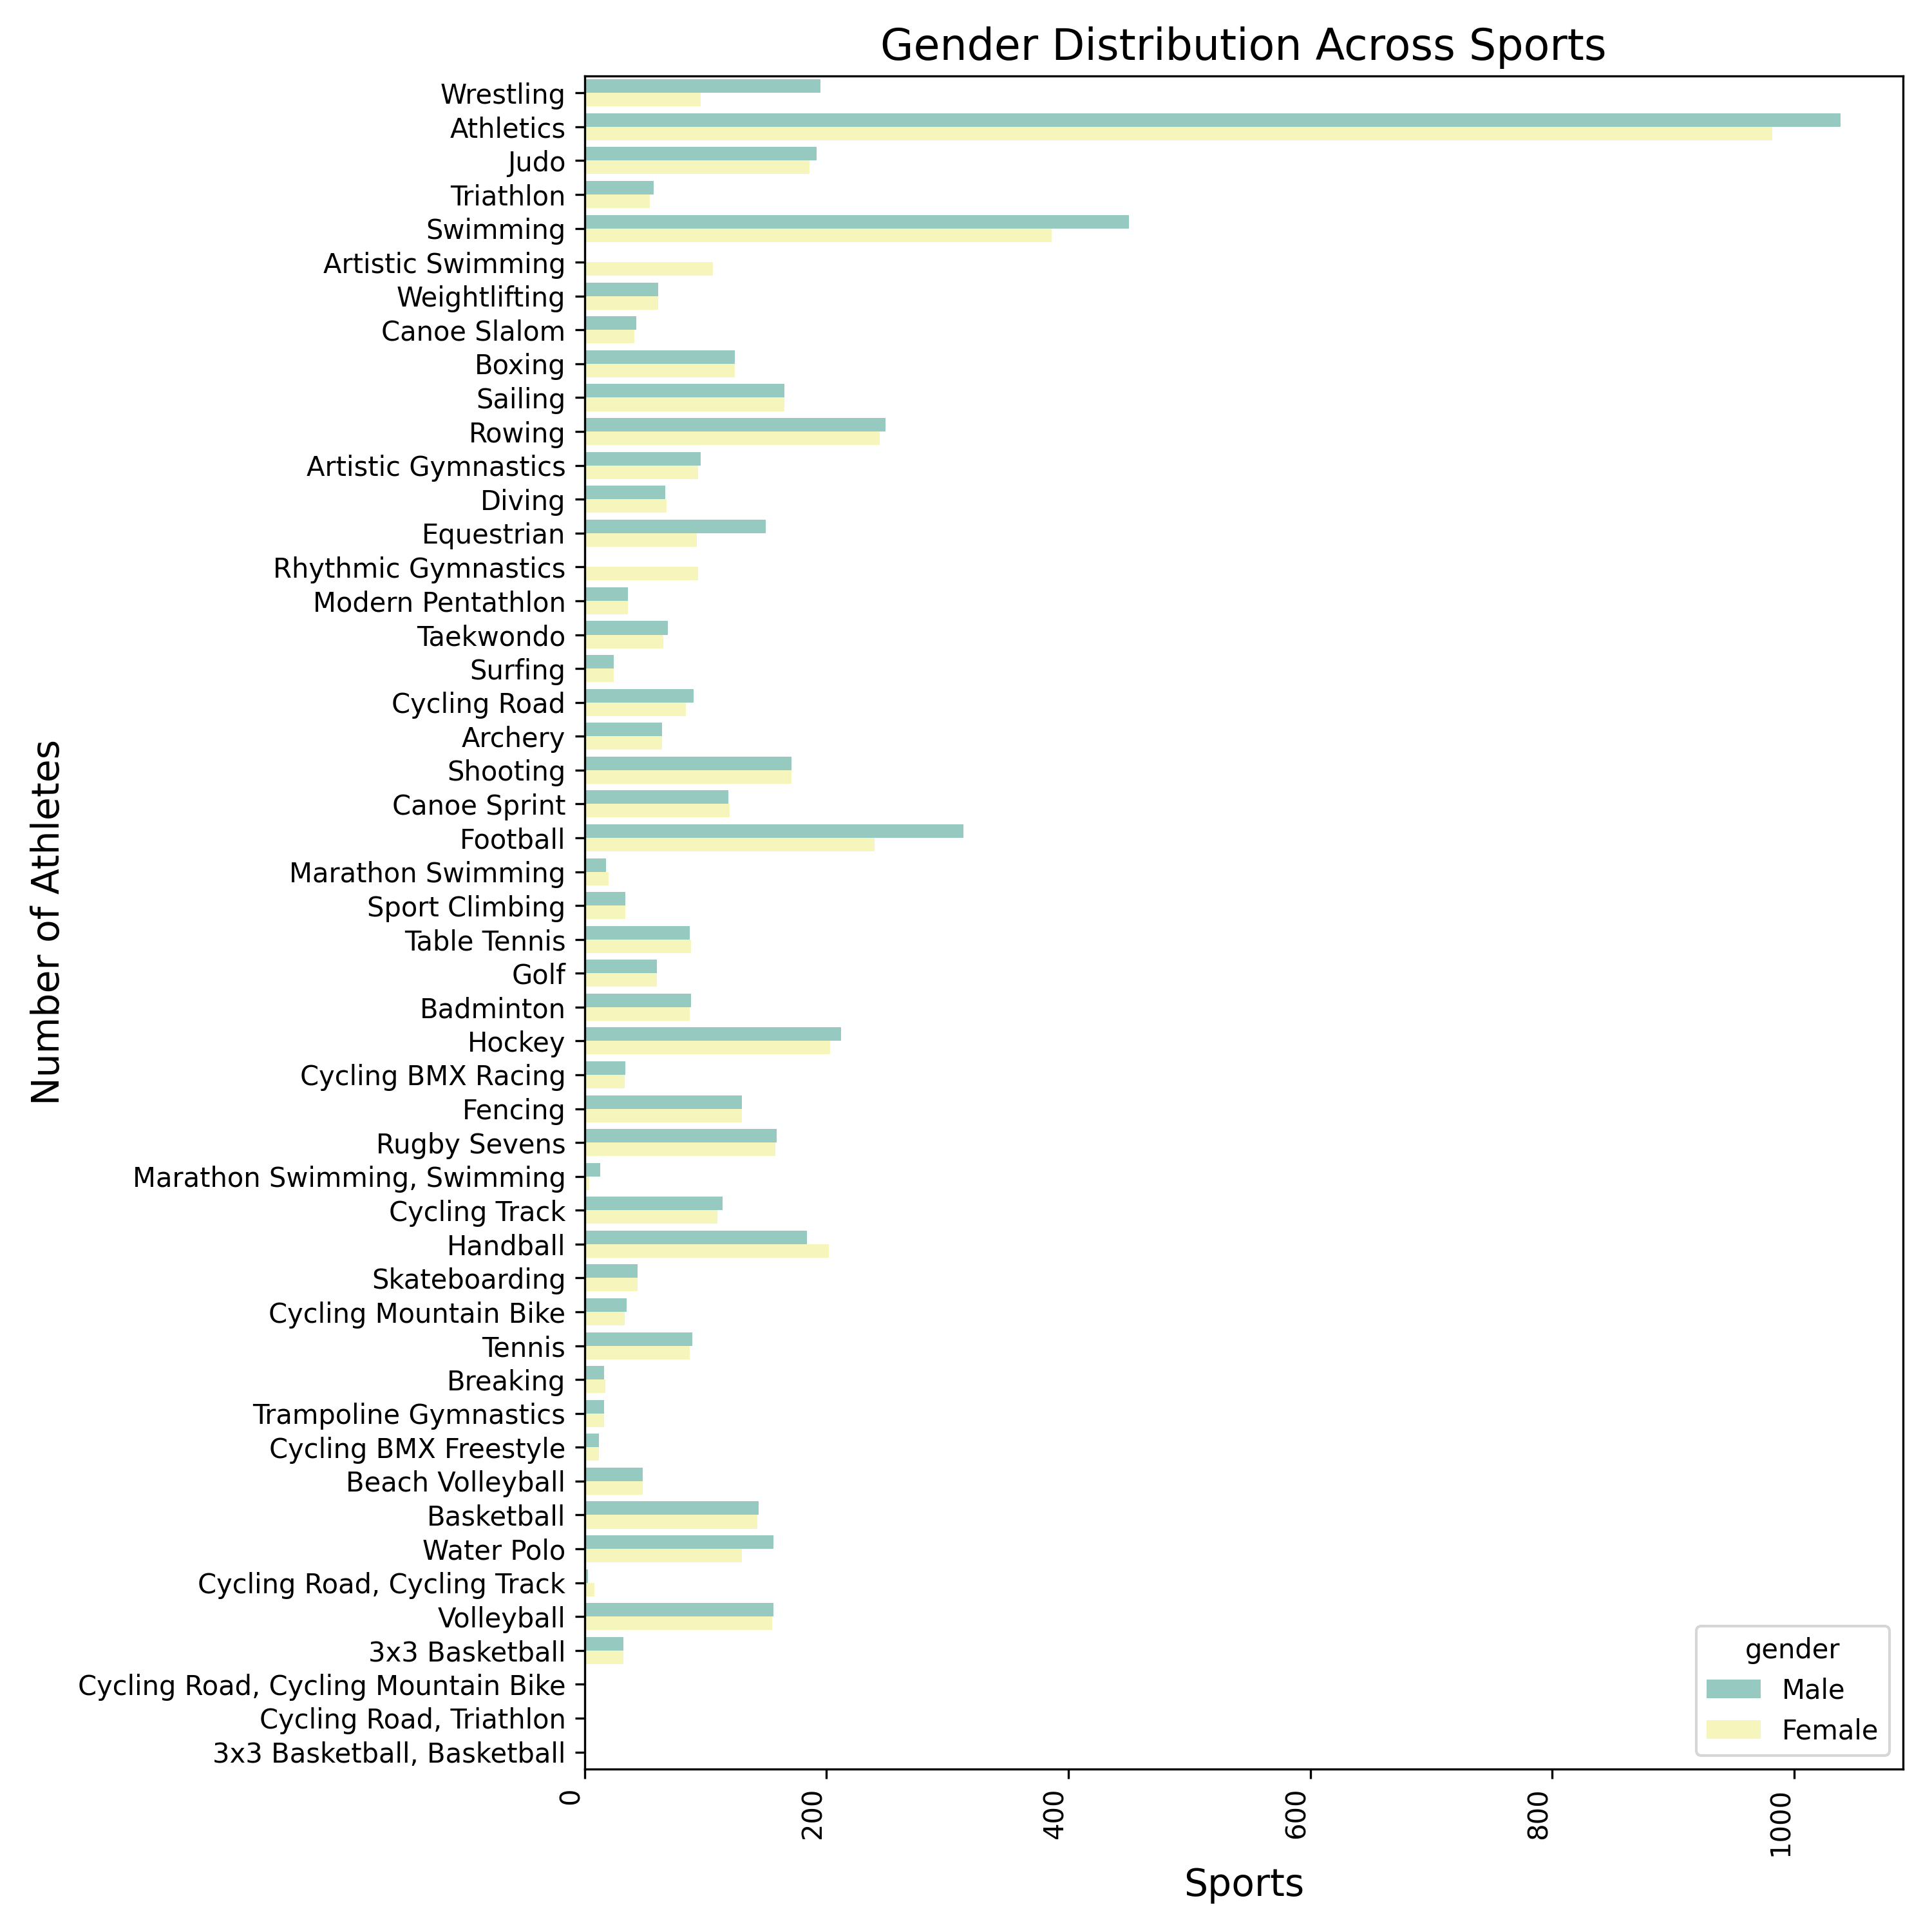 Gender Distribution Across Sports
Number of Athletes
Wrestling
Athletics
Judo
Triathlon
Swimming
Artistic Swimming
Weightlifting
Canoe Slalom
Boxing
Sailing
Rowing
Artistic Gymnastics
Diving
Equestrian
Rhythmic Gymnastics
Modern Pentathlon
Taekwondo
Surfing
Cycling Road
Archery
Shooting
Canoe Sprint
Football
Marathon Swimming
Sport Climbing
Table Tennis
Golf
Badminton
Hockey
Cycling BMX Racing
Fencing
Rugby Sevens
Marathon Swimming, Swimming
Cycling Track
Handball
Skateboarding
Cycling Mountain Bike
Tennis
Breaking
Trampoline Gymnastics
Cycling BMX Freestyle
Beach Volleyball
Basketball
Water Polo
Cycling Road, Cycling Track
Volleyball
3x3 Basketball
Cycling Road, Cycling Mountain Bike
Cycling Road, Triathlon
3x3 Basketball, Basketball
gender
Male
Female
0 200 400 600 800 1000
Sports